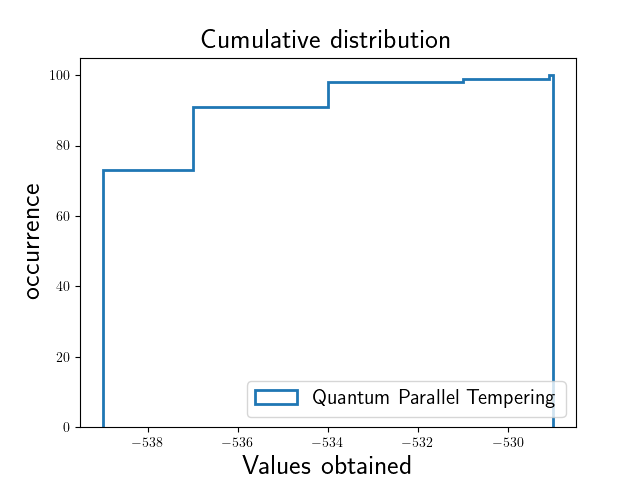 Cumulative distribution
100
80
60
40
20
0
occurrence
−538
−536
−534
−532
−530
Values obtained
Quantum Parallel Tempering